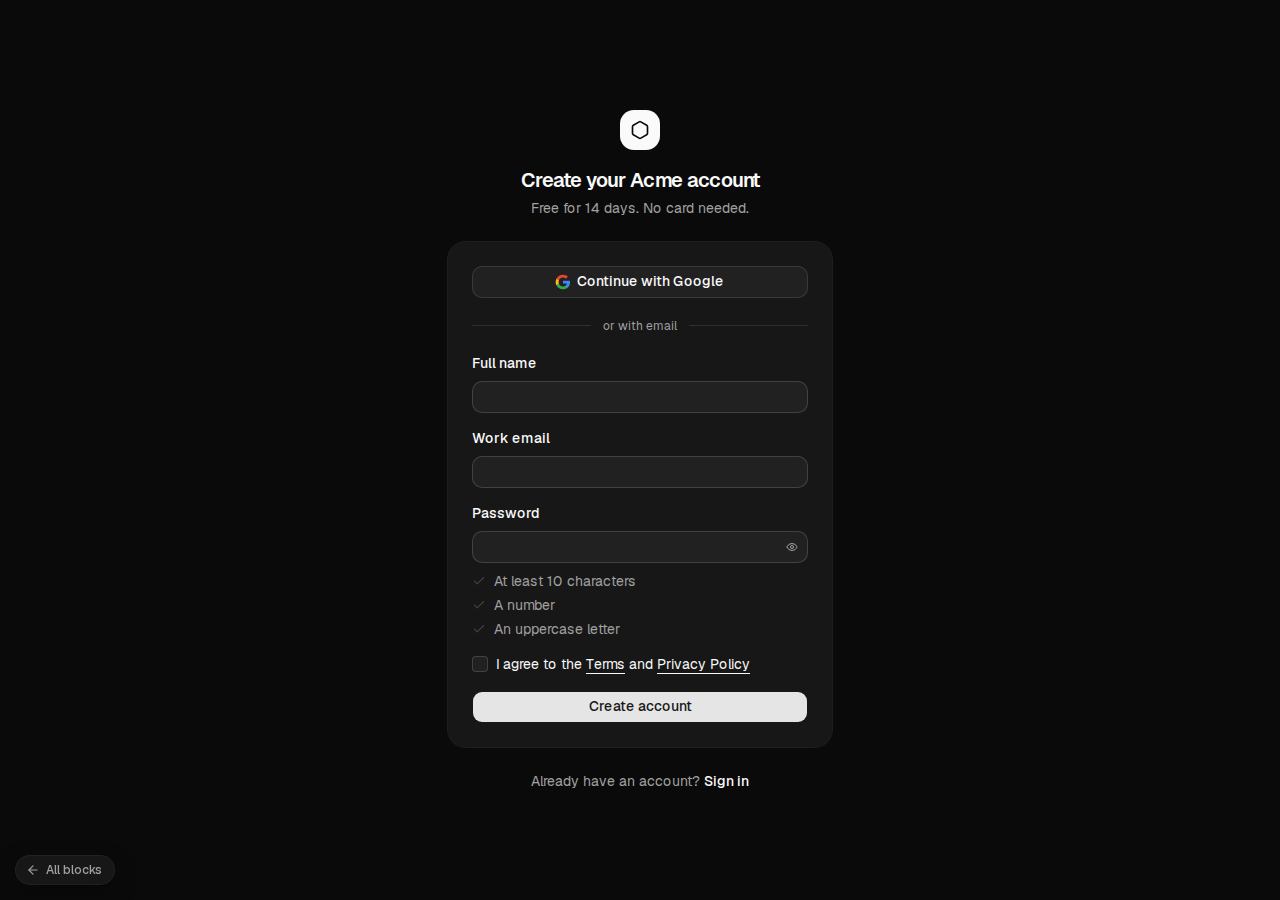 Create your Acme account
Free for 14 days. No card needed.
Continue with Google
or with email
Full name
Work email
Password
At least 10 characters
A number
An uppercase letter
I agree to the Terms and Privacy Policy
Create account
Already have an account? Sign in
All blocks